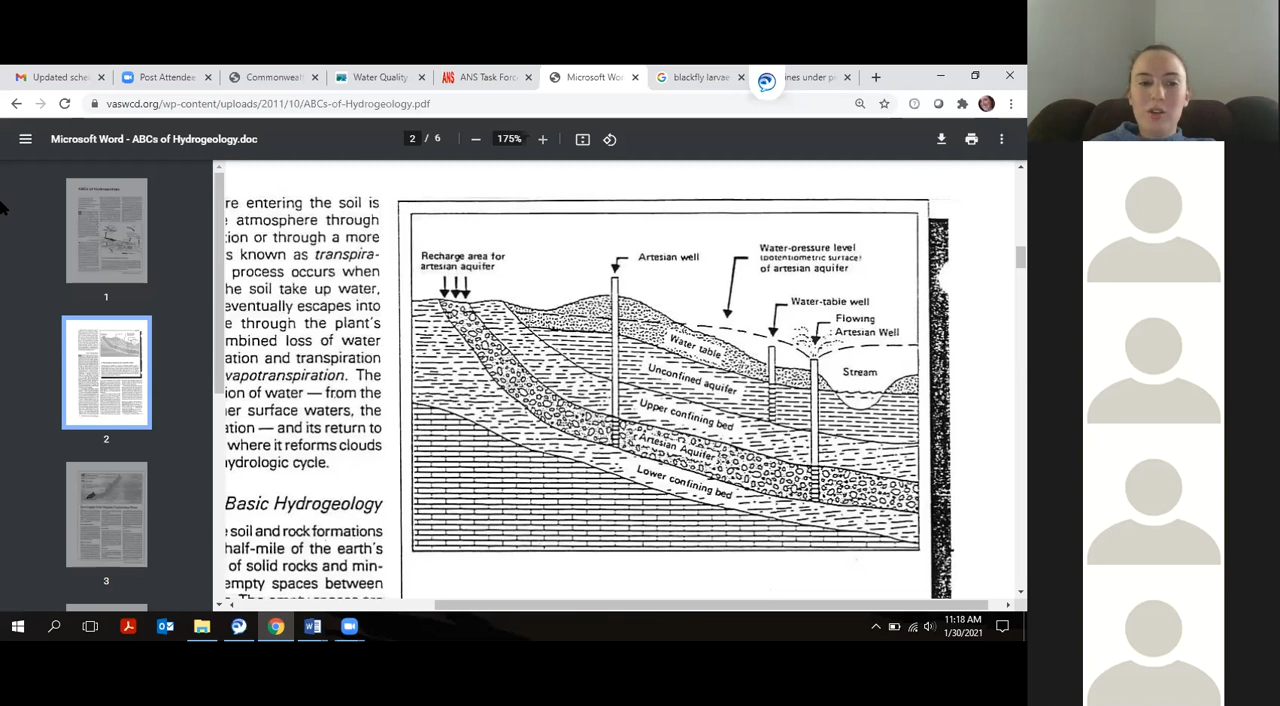 Updated sche
Post Attendee
Commonweal
Water Quality
ANS
ANS Task Forc
Microsoft Wo
blackfly larvae
ines under p
vaswcd.org/wp-content/uploads/2011/10/ABCs-of-Hydrogeology.pdf
Microsoft Word - ABCs of Hydrogeology.doc
2 / 6
175%
1
2
3
re entering the soil is
atmosphere through
ion or through a more
s known as transpira-
process occurs when
he soil take up water,
eventually escapes into
e through the plant's
mbined loss of water
ation and transpiration
vapotranspiration. The
ion of water — from the
er surface waters, the
ation — and its return to
where it reforms clouds
ydrologic cycle.
Basic Hydrogeology
soil and rock formations
half-mile of the earth's
of solid rocks and min-
empty spaces between
Recharge area for
artesian aquifer
Artesian well
Water-pressure level
(potentiometric surface)
of artesian aquifer
Water-table well
Flowing
Artesian Well
Stream
Water table
Unconfined aquifer
Upper confining bed
Artesian Aquifer
Lower confining bed
11:18 AM
1/30/2021